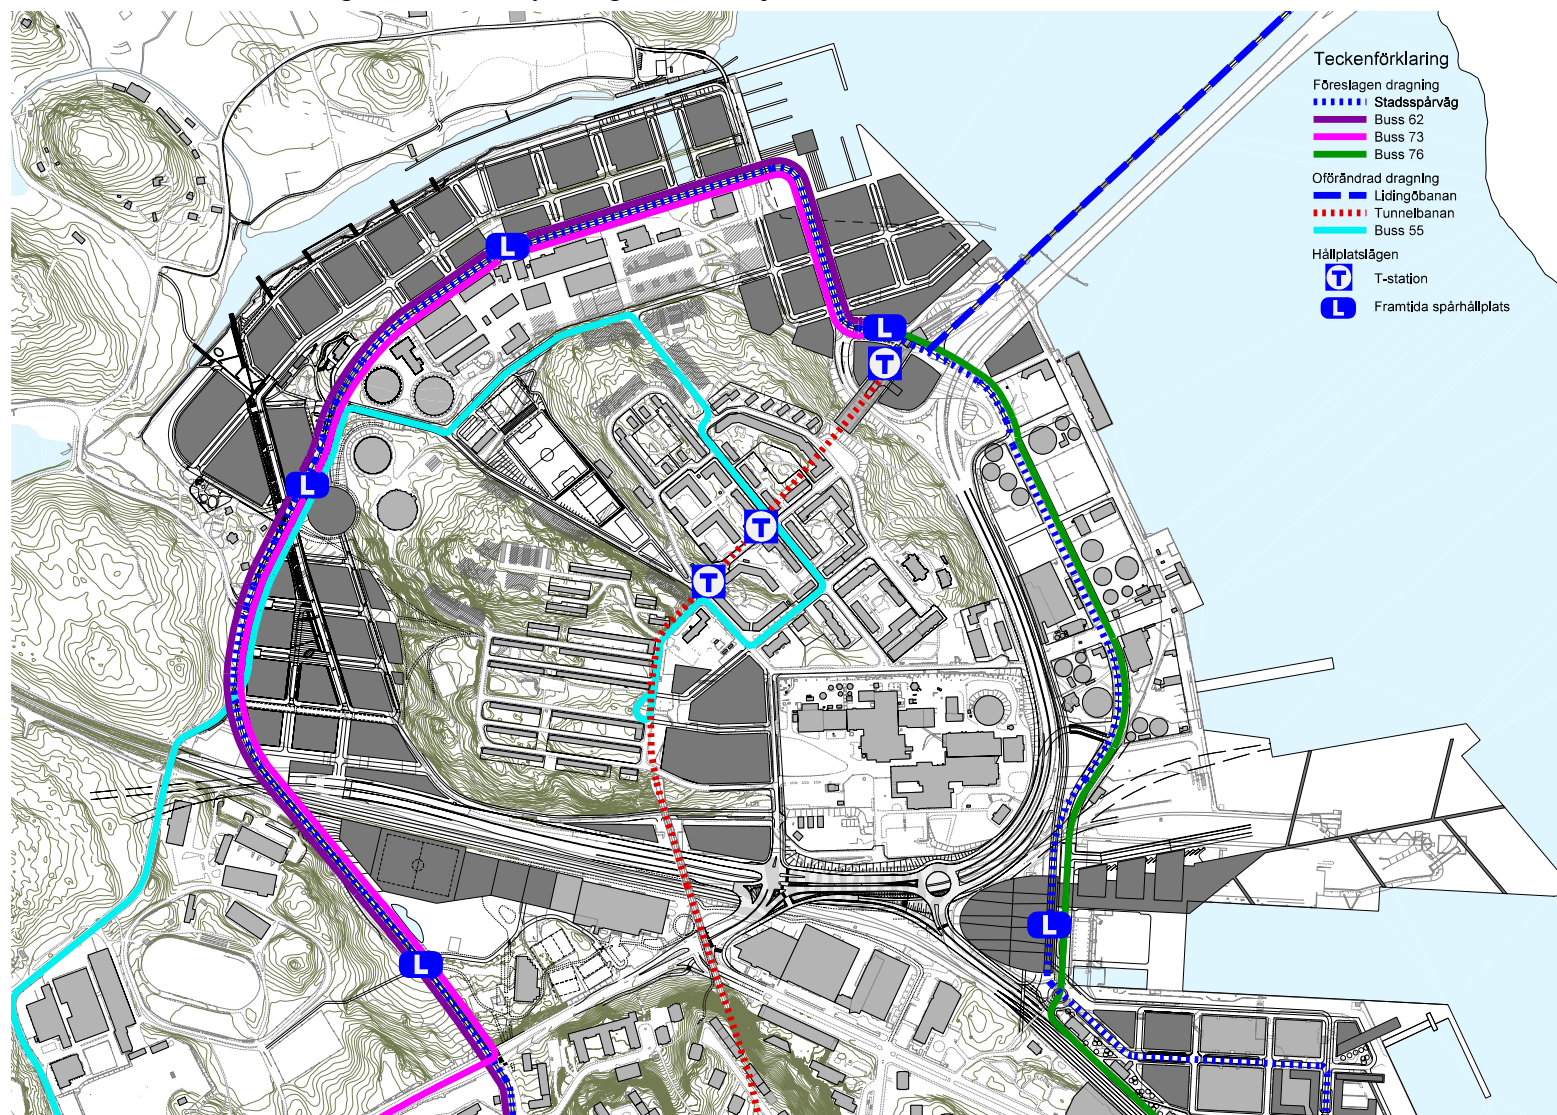 Teckenförklaring
Föreslagen dragning
Stadsspårväg
Buss 62
Buss 73
Buss 76
Oförändrad dragning
Lidingöbanan
Tunnelbanan
Buss 55
Hållplatslägen
T T-station
L Framtida spårhållplats
L
L
T
L
T
T
L
L